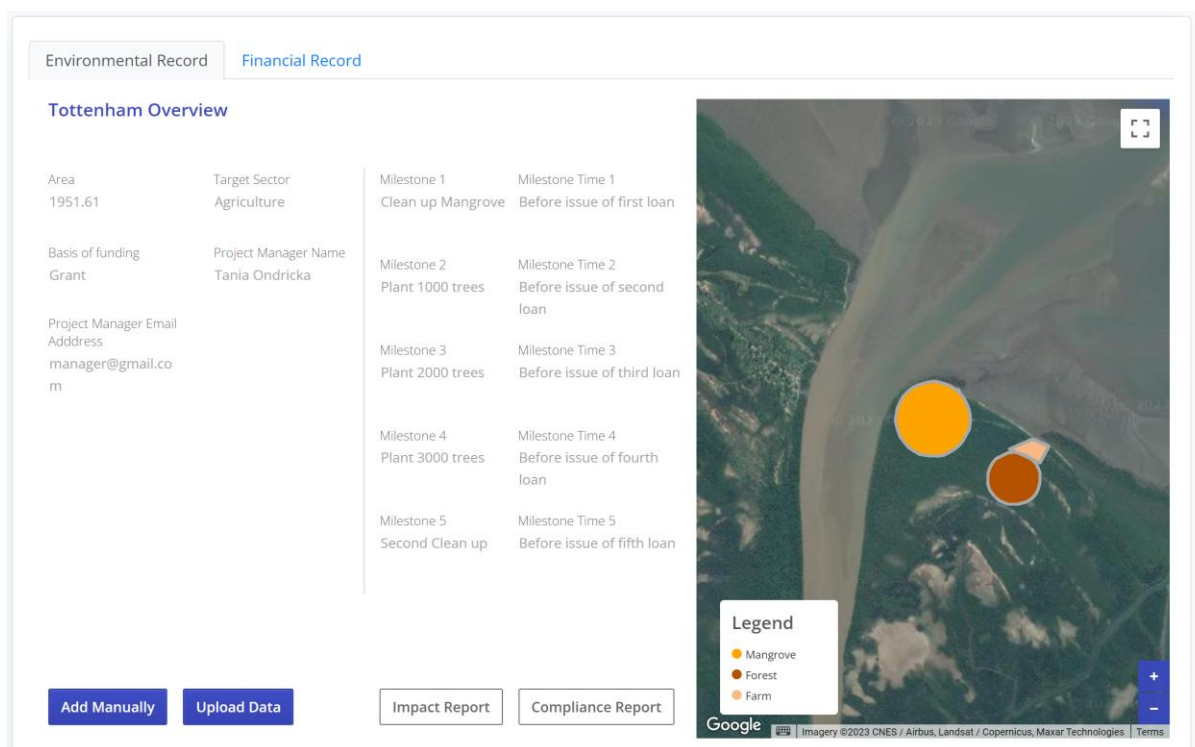 Environmental Record
Financial Record
Tottenham Overview
Area
1951.61
Target Sector
Agriculture
Basis of funding
Grant
Project Manager Name
Tania Ondricka
Project Manager Email
Adddress
manager@gmail.co
m
Milestone 1
Clean up Mangrove
Milestone Time 1
Before issue of first loan
Milestone 2
Plant 1000 trees
Milestone Time 2
Before issue of second
loan
Milestone 3
Plant 2000 trees
Milestone Time 3
Before issue of third loan
Milestone 4
Plant 3000 trees
Milestone Time 4
Before issue of fourth
loan
Milestone 5
Second Clean up
Milestone Time 5
Before issue of fifth loan
Add Manually
Upload Data
Impact Report
Compliance Report
© 2023 Google
Legend
Mangrove
Forest
Farm
+
−
Google
Imagery ©2023 CNES / Airbus, Landsat / Copernicus, Maxar Technologies
Terms